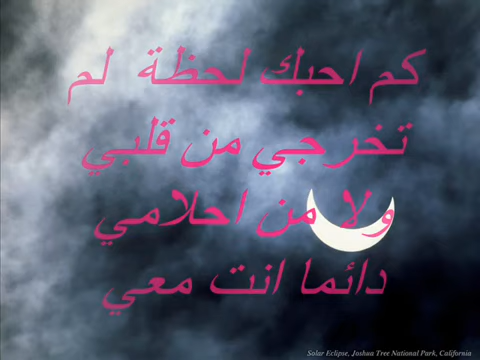 كم احبك لحظة لم
تخرجي من قلبي
ولا من احلامي
دائما انت معي
Solar Eclipse, Joshua Tree National Park, California